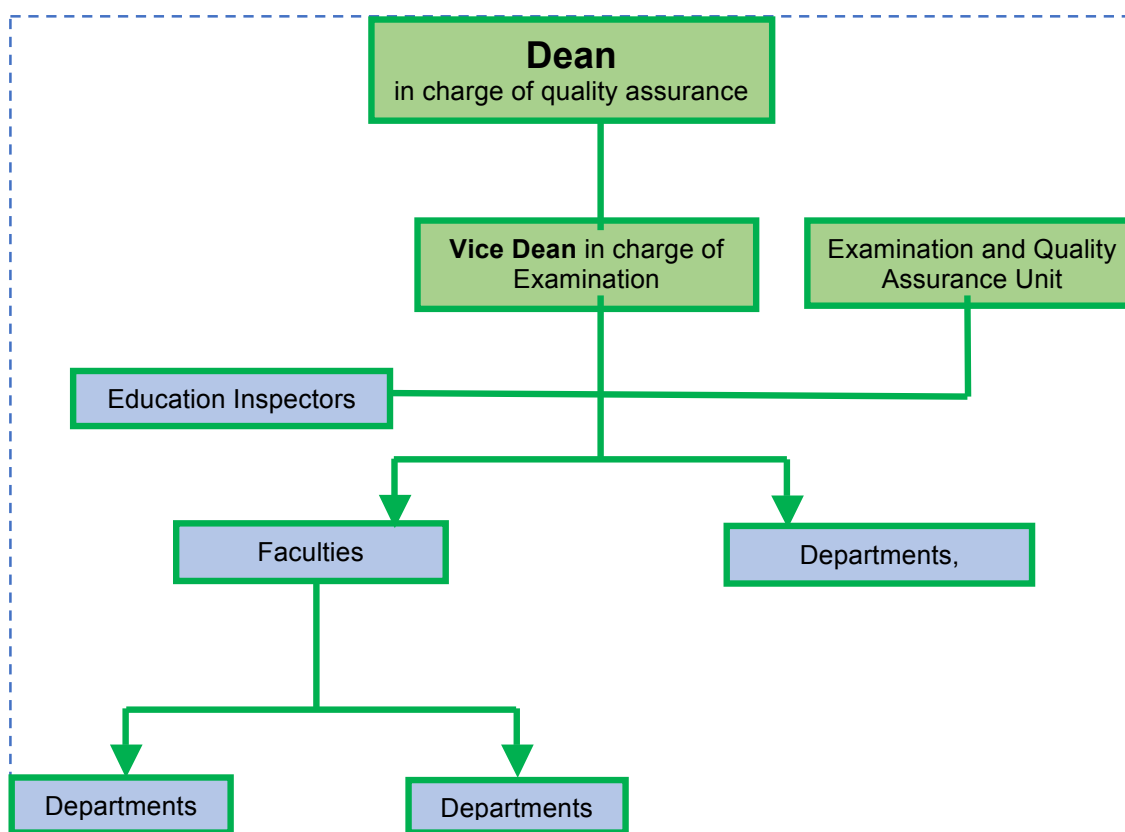 Dean
in charge of quality assurance
Vice Dean in charge of
Examination
Examination and Quality
Assurance Unit
Education Inspectors
Faculties
Departments,
Departments
Departments